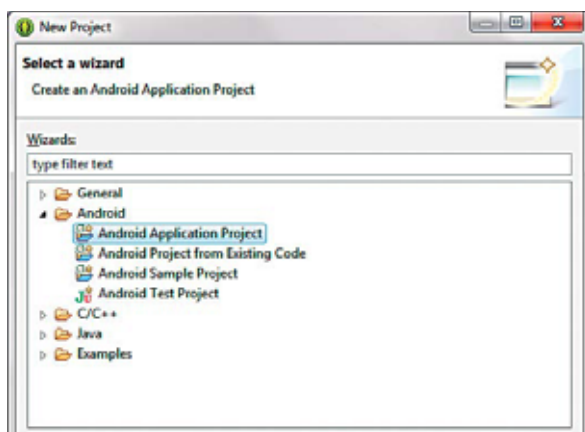 New Project
Select a wizard
Create an Android Application Project
Wizards:
type filter text
General
Android
Android Application Project
Android Project from Existing Code
Android Sample Project
Android Test Project
C/C++
Java
Examples